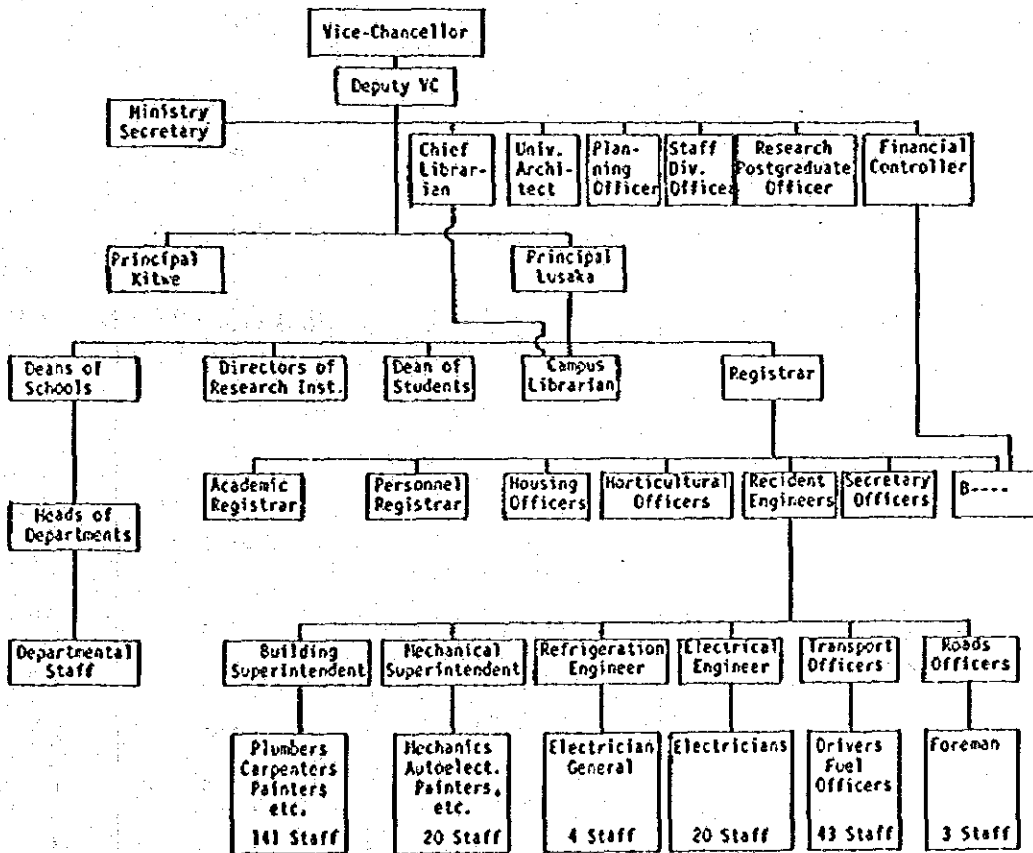 Vice-Chancellor
Deputy VC
Ministry
Secretary
Chief
Librar-
ian
Univ.
Archi-
tect
Plan-
ning
Officer
Staff
Div.
Office
Research
Postgraduate
Officer
Financial
Controller
Principal
Kitwe
Principal
Lusaka
Deans of
Schools
Directors of
Research Inst.
Dean of
Students
Campus
Librarian
Registrar
Academic
Registrar
Personnel
Registrar
Housing
Officers
Horticultural
Officers
Recident
Engineers
Secretary
Officers
B----
Heads of
Departments
Departmental
Staff
Building
Superintendent
Mechanical
Superintendent
Refrigeration
Engineer
Electrical
Engineer
Transport
Officers
Roads
Officers
Plumbers
Carpenters
Painters
etc.
141 Staff
Mechanics
Autoelect.
Painters,
etc.
20 Staff
Electrician
General
4 Staff
Electricians
20 Staff
Drivers
Fuel
Officers
43 Staff
Foreman
3 Staff